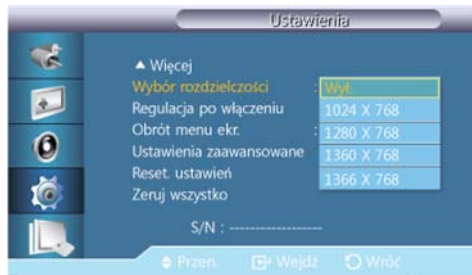 Ustawienia
▲ Więcej
Wybór rozdzielczości : Wył.
Regulacja po włączeniu 1024 X 768
Obrót menu ekr. : 1280 X 768
Ustawienia zaawansowane 1360 X 768
Reset. ustawień 1366 X 768
Zeruj wszystko
S/N : ------------------
Przen. Wejdź Wróć